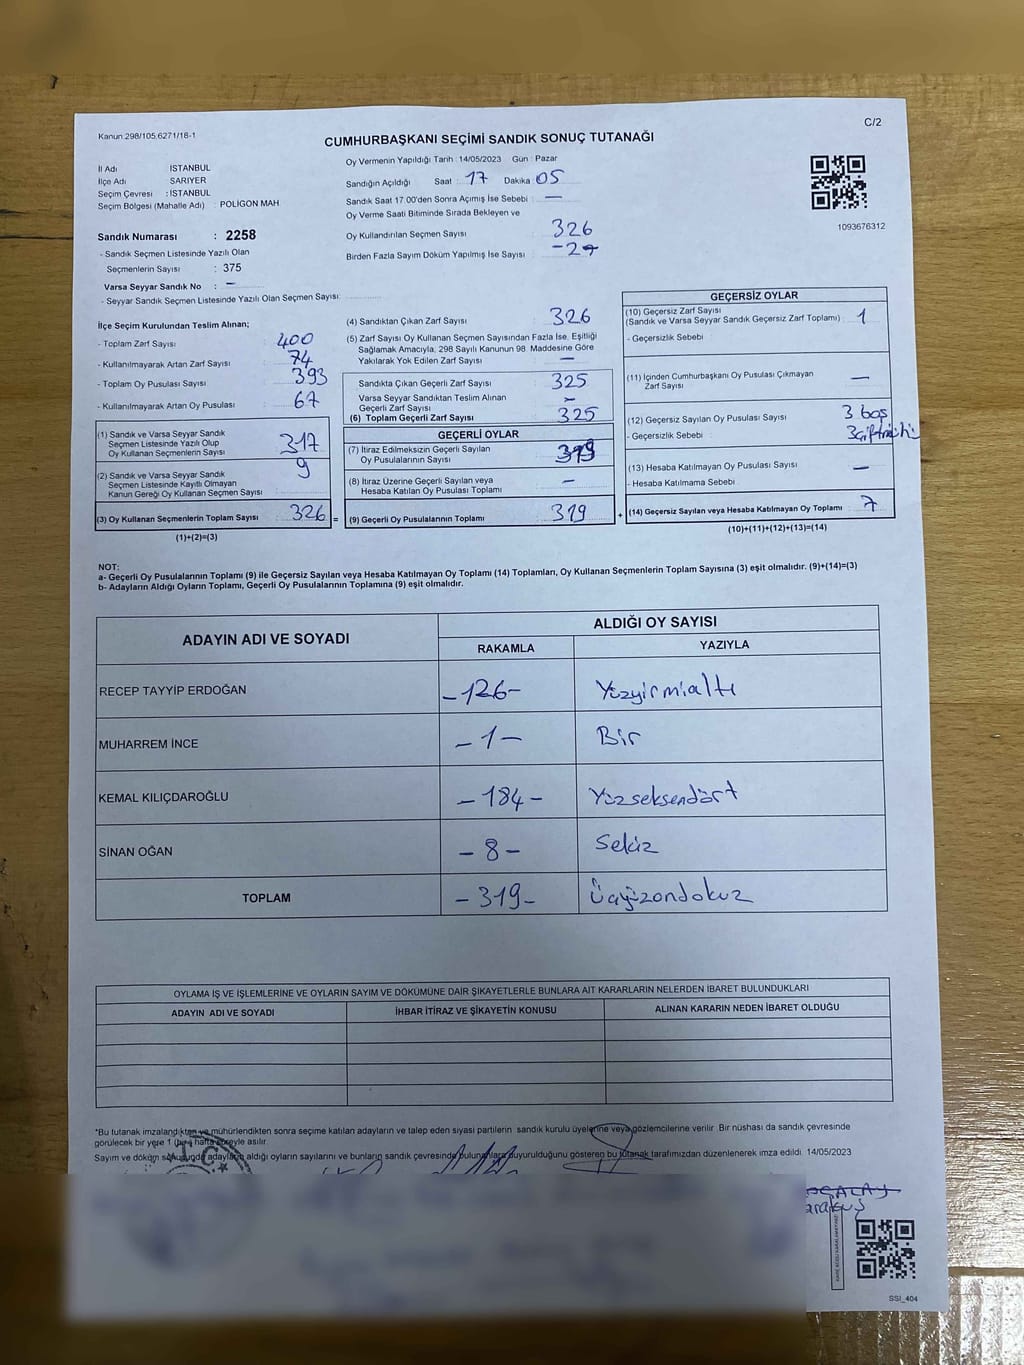 Kanun:298/105,6271/18-1
C/2
CUMHURBAŞKANI SEÇİMİ SANDIK SONUÇ TUTANAĞI
İl Adı İSTANBUL
İlçe Adı SARIYER
Seçim Çevresi : İSTANBUL
Seçim Bölgesi (Mahalle Adı) : POLİGON MAH
Oy Vermenin Yapıldığı Tarih :14/05/2023 Gün : Pazar
Sandığın Açıldığı Saat : 17 Dakika : 05
Sandık Saat 17.00'den Sonra Açımış İse Sebebi : —
Oy Verme Saati Bitiminde Sırada Bekleyen ve
Oy Kullandırılan Seçmen Sayısı 326
Birden Fazla Sayım Döküm Yapılmış İse Sayısı
1093676312
Sandık Numarası : 2258
- Sandık Seçmen Listesinde Yazılı Olan
Seçmenlerin Sayısı : 375
Varsa Seyyar Sandık No : —
- Seyyar Sandık Seçmen Listesinde Yazılı Olan Seçmen Sayısı:
İlçe Seçim Kurulundan Teslim Alınan;
- Toplam Zarf Sayısı : 400
- Kullanılmayarak Artan Zarf Sayısı : 74
- Toplam Oy Pusulası Sayısı : 393
- Kullanılmayarak Artan Oy Pusulası : 67
(1) Sandık ve Varsa Seyyar Sandık
Seçmen Listesinde Yazılı Olup
Oy Kullanan Seçmenlerin Sayısı 317
(2) Sandık ve Varsa Seyyar Sandık
Seçmen Listesinde Kayıtlı Olmayan
Kanun Gereği Oy Kullanan Seçmen Sayısı 9
(3) Oy Kullanan Seçmenlerin Toplam Sayısı 326 =
(1)+(2)=(3)
(4) Sandıktan Çıkan Zarf Sayısı 326
(5) Zarf Sayısı Oy Kullanan Seçmen Sayısından Fazla İse, Eşitliği
Sağlamak Amacıyla, 298 Sayılı Kanunun 98. Maddesine Göre
Yakılarak Yok Edilen Zarf Sayısı —
Sandıkta Çıkan Geçerli Zarf Sayısı 325
Varsa Seyyar Sandıktan Teslim Alınan
Geçerli Zarf Sayısı —
(6) Toplam Geçerli Zarf Sayısı 325
GEÇERLİ OYLAR
(7) İtiraz Edilmeksizin Geçerli Sayılan
Oy Pusulalarının Sayısı 319
(8) İtiraz Üzerine Geçerli Sayılan veya
Hesaba Katılan Oy Pusulası Toplamı —
(9) Geçerli Oy Pusulalarının Toplamı 319 +
GEÇERSİZ OYLAR
(10) Geçersiz Zarf Sayısı
(Sandık ve Varsa Seyyar Sandık Geçersiz Zarf Toplamı) 1
- Geçersizlik Sebebi
(11) İçinden Cumhurbaşkanı Oy Pusulası Çıkmayan
Zarf Sayısı —
(12) Geçersiz Sayılan Oy Pusulası Sayısı 3 boş
- Geçersizlik Sebebi :
(13) Hesaba Katılmayan Oy Pusulası Sayısı —
- Hesaba Katılmama Sebebi
(14) Geçersiz Sayılan veya Hesaba Katılmayan Oy Toplamı 7
(10)+(11)+(12)+(13)=(14)
NOT:
a- Geçerli Oy Pusulalarının Toplamı (9) ile Geçersiz Sayılan veya Hesaba Katılmayan Oy Toplamı (14) Toplamları, Oy Kullanan Seçmenlerin Toplam Sayısına (3) eşit olmalıdır. (9)+(14)=(3)
b- Adayların Aldığı Oyların Toplamı, Geçerli Oy Pusulalarının Toplamına (9) eşit olmalıdır.
ADAYIN ADI VE SOYADI ALDIĞI OY SAYISI
RAKAMLA YAZIYLA
RECEP TAYYİP ERDOĞAN -126- Yüzyirmialtı
MUHARREM İNCE -1- Bir
KEMAL KILIÇDAROĞLU -184- Yüzseksendört
SİNAN OĞAN -8- Sekiz
TOPLAM -319- Üçyüzondokuz
OYLAMA İŞ VE İŞLEMLERİNE VE OYLARIN SAYIM VE DÖKÜMÜNE DAİR ŞİKAYETLERLE BUNLARA AİT KARARLARIN NELERDEN İBARET BULUNDUKLARI
ADAYIN ADI VE SOYADI İHBAR İTİRAZ VE ŞİKAYETİN KONUSU ALINAN KARARIN NEDEN İBARET OLDUĞU
*Bu tutanak imzalandıkten ve mühürlendikten sonra seçime katılan adayların ve talep eden siyasi partilerin sandık kurulu üyelerine veya gözlemcilerine verilir. Bir nüshası da sandık çevresinde
görülecek bir yere 1 (bir) hafta süreyle asılır.
Sayım ve döküm sonucunda adayların aldığı oyların sayılarını ve bunların sandık çevresinde bulunanlara duyurulduğunu gösteren bu tutanak tarafımızdan düzenlenerek imza edildi. 14/05/2023
SSI_404